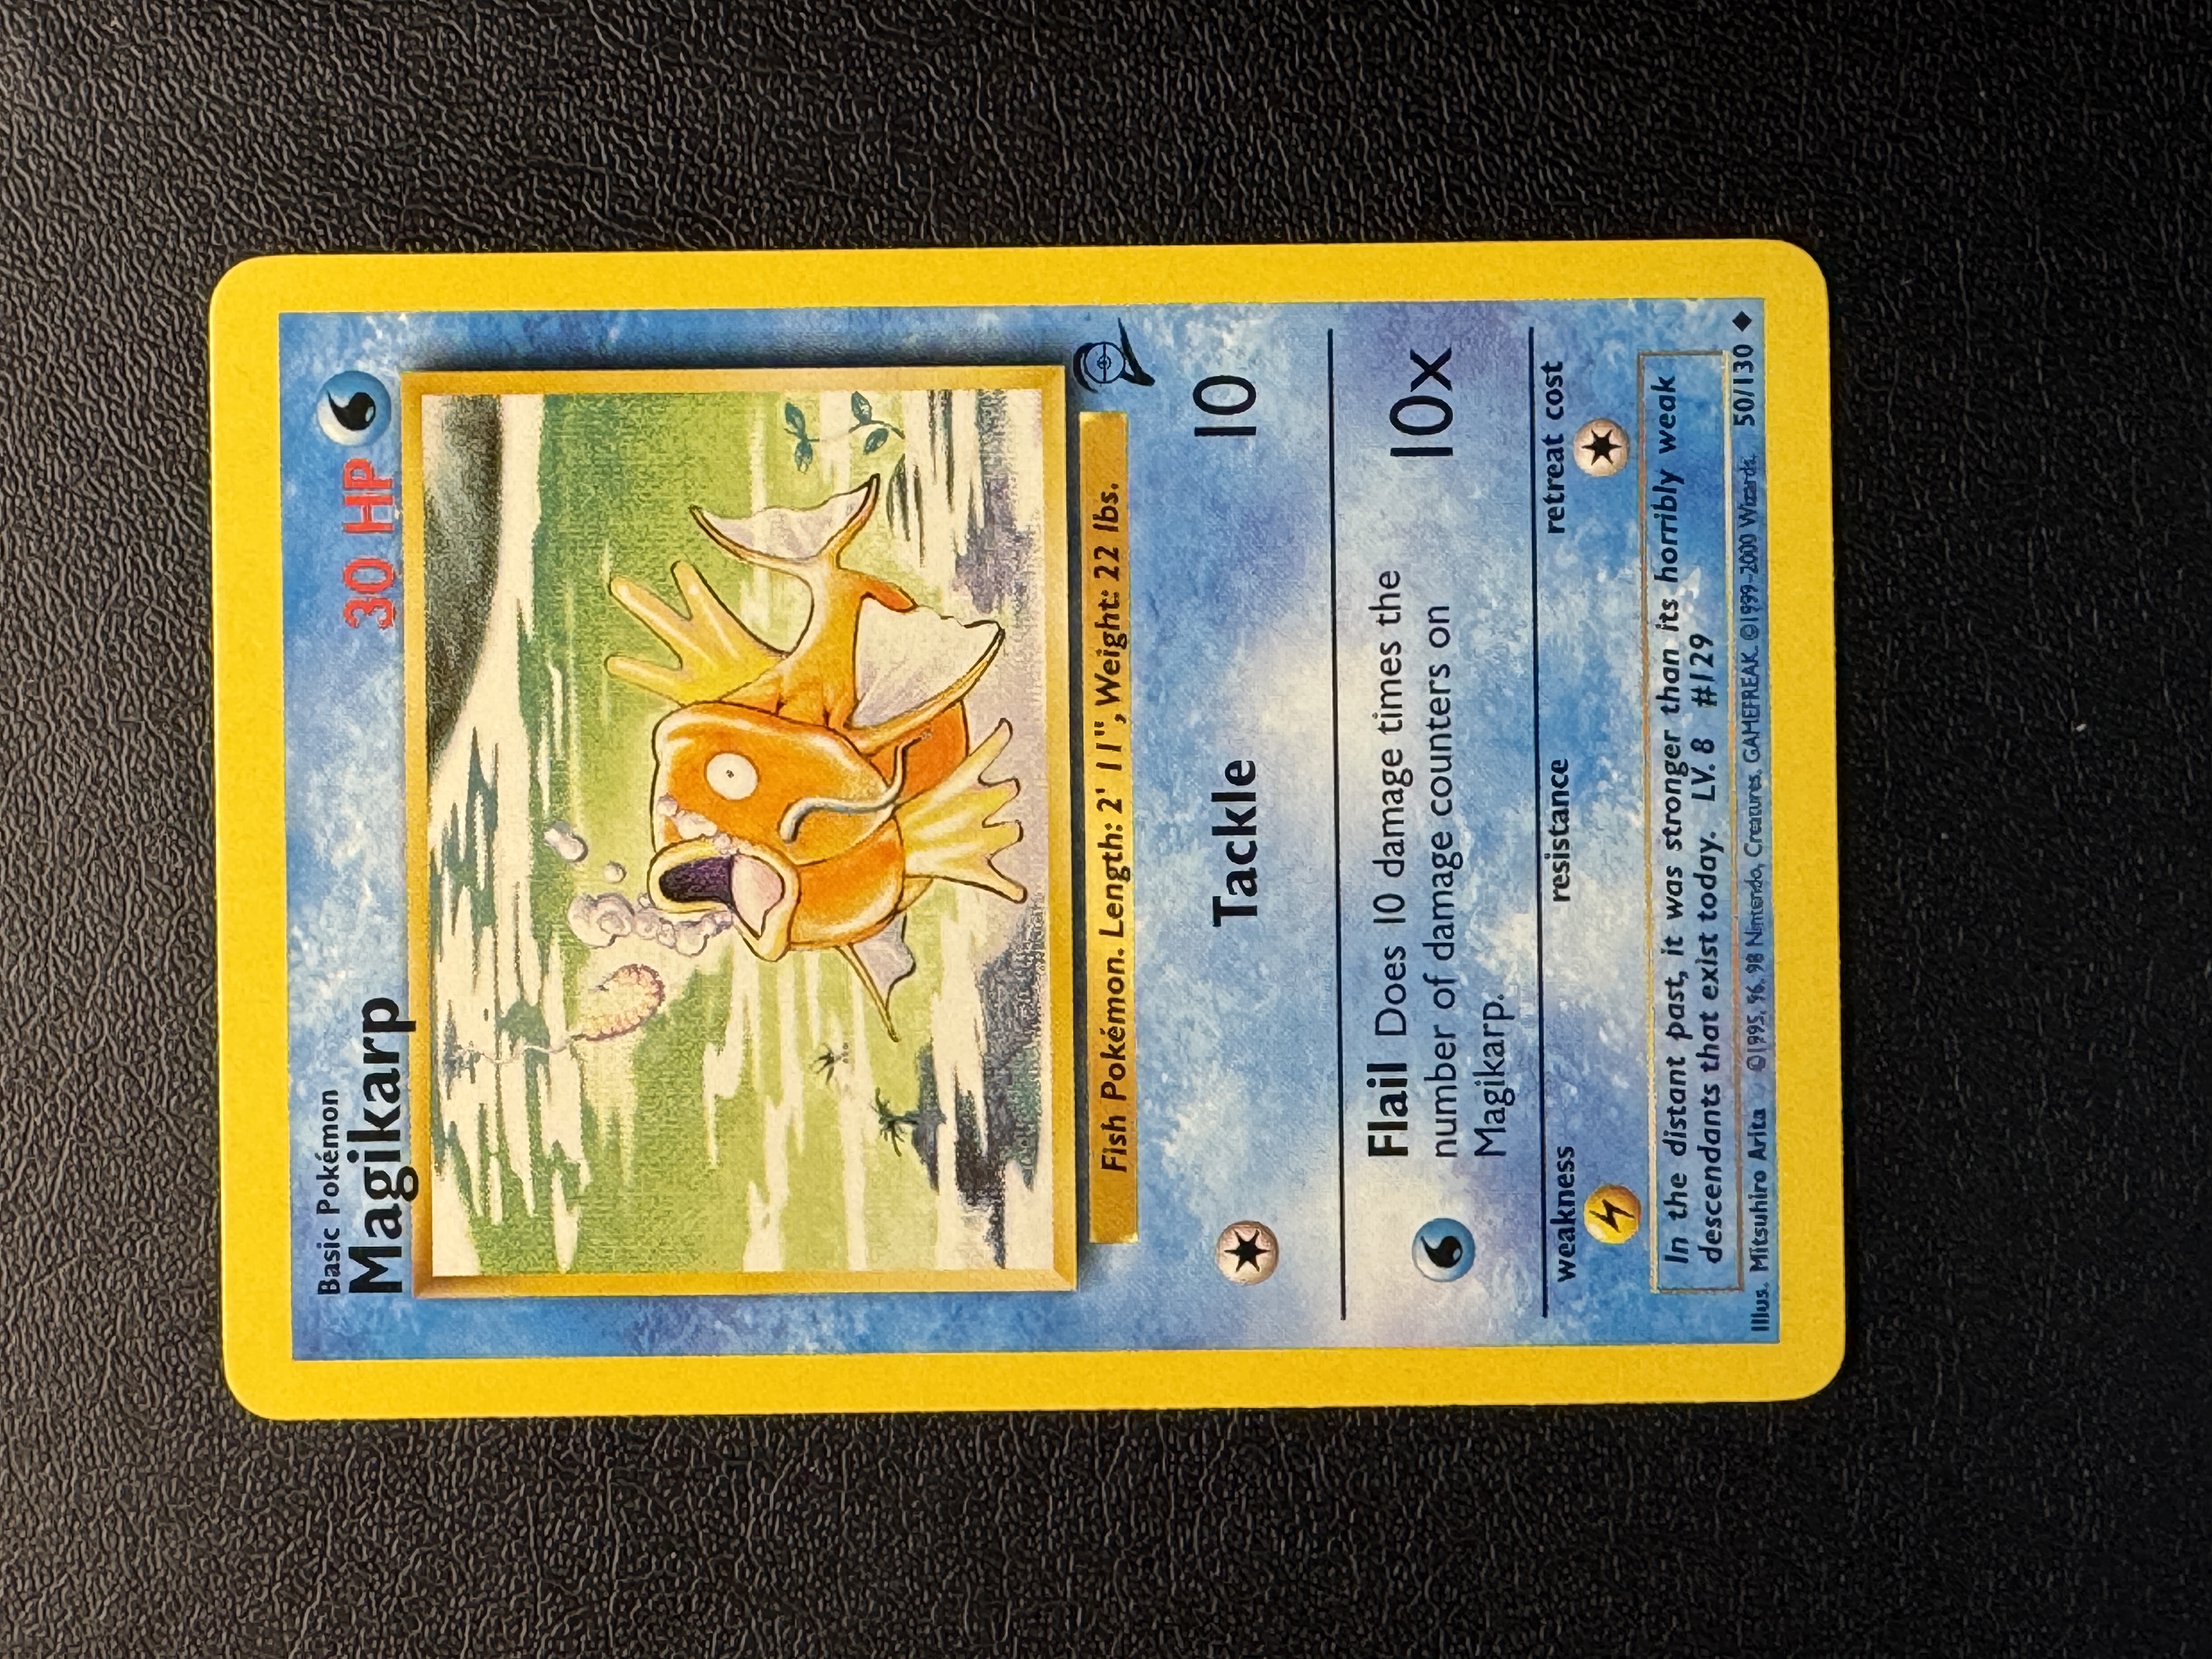 Basic Pokémon
Magikarp 30 HP
Fish Pokémon. Length: 2' 11", Weight: 22 lbs.
Tackle 10
Flail Does 10 damage times the
number of damage counters on
Magikarp.
10x
weakness resistance retreat cost
In the distant past, it was stronger than its horribly weak
descendants that exist today. LV. 8 #129
Illus. Mitsuhiro Arita ©1995, 96, 98 Nintendo, Creatures, GAMEFREAK. ©1999-2000 Wizards. 50/130